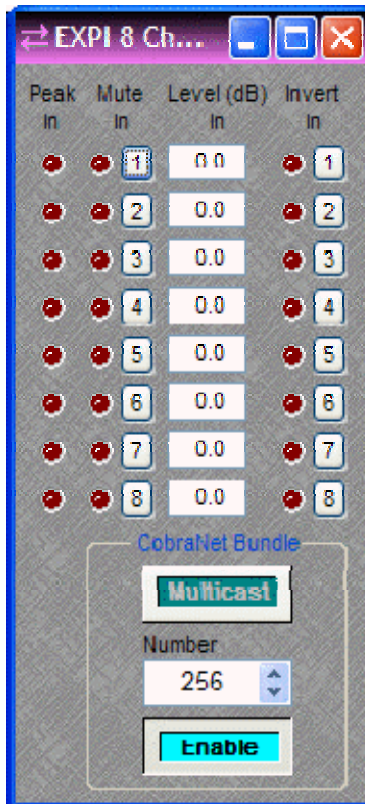 EXPI 8 Ch...
Peak Mute Level (dB) Invert
In In In In
1 0.0 1
2 0.0 2
3 0.0 3
4 0.0 4
5 0.0 5
6 0.0 6
7 0.0 7
8 0.0 8
CobraNet Bundle
Multicast
Number
256
Enable